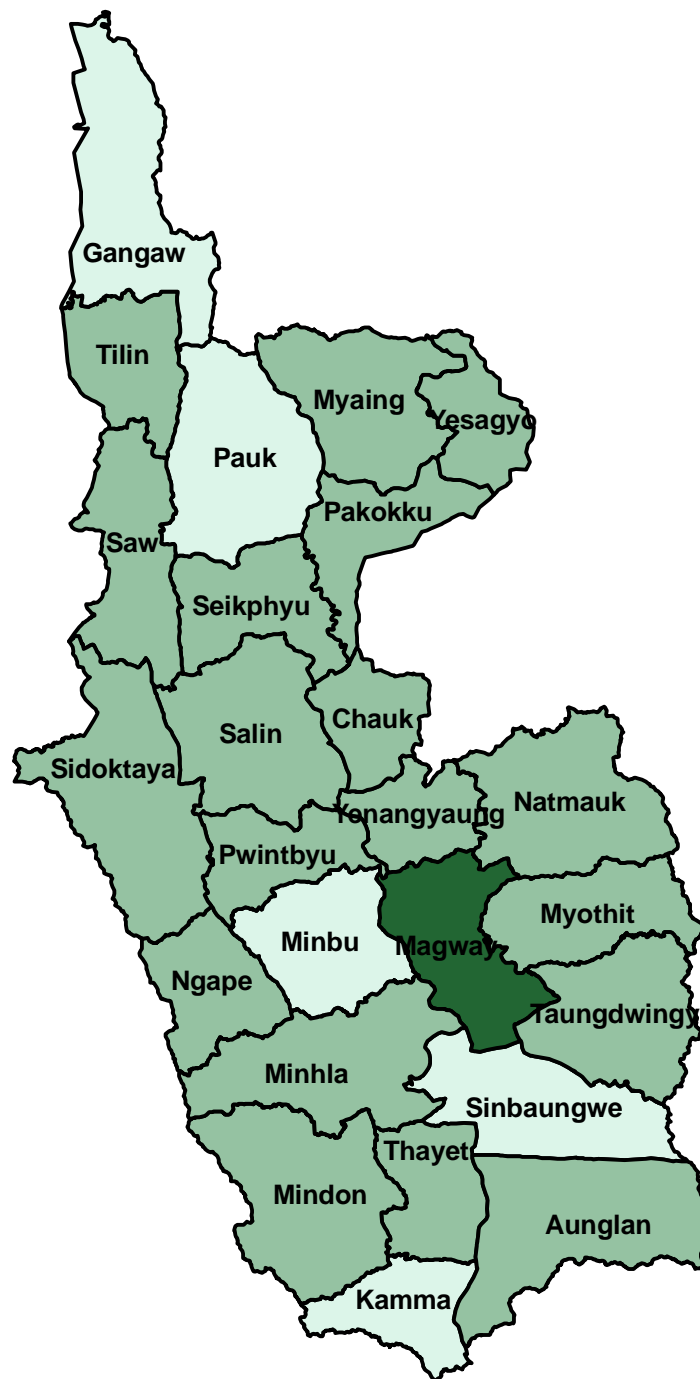 Gangaw
Tilin
Myaing
Yesagyo
Pauk
Pakokku
Saw
Seikphyu
Chauk
Salin
Sidoktaya
Natmauk
Yenangyaung
Pwintbyu
Myothit
Minbu
Magway
Ngape
Taungdwingy
Minhla
Sinbaungwe
Thayet
Mindon
Aunglan
Kamma